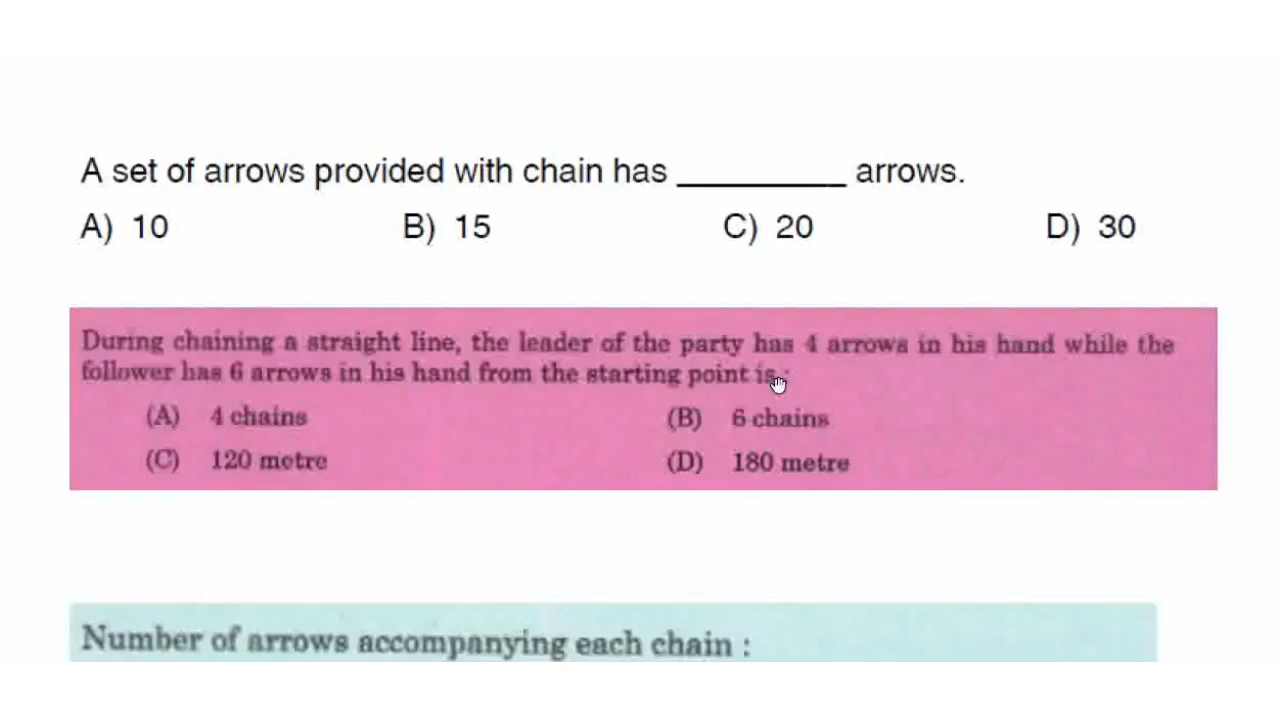 A set of arrows provided with chain has __________ arrows.
A) 10 B) 15 C) 20 D) 30
During chaining a straight line, the leader of the party has 4 arrows in his hand while the
follower has 6 arrows in his hand from the starting point is :
(A) 4 chains (B) 6 chains
(C) 120 metre (D) 180 metre
Number of arrows accompanying each chain :